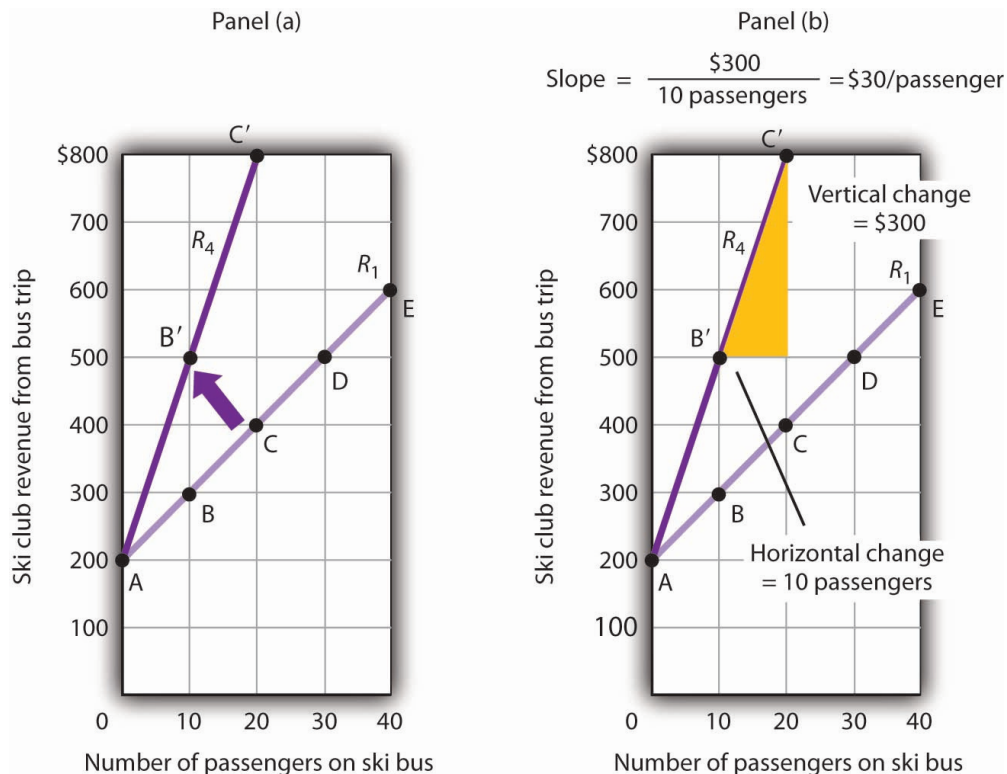 Panel (a)
C′
$800
700
R₄
R₁
600
E
B′
500
D
400
C
300
B
200
A
100
0 10 20 30 40
Number of passengers on ski bus
Ski club revenue from bus trip
Panel (b)
Slope = $300 / 10 passengers = $30/passenger
C′
$800
Vertical change
= $300
700
R₄
R₁
600
E
B′
500
D
400
C
300
B
Horizontal change
= 10 passengers
200
A
100
0 10 20 30 40
Number of passengers on ski bus
Ski club revenue from bus trip